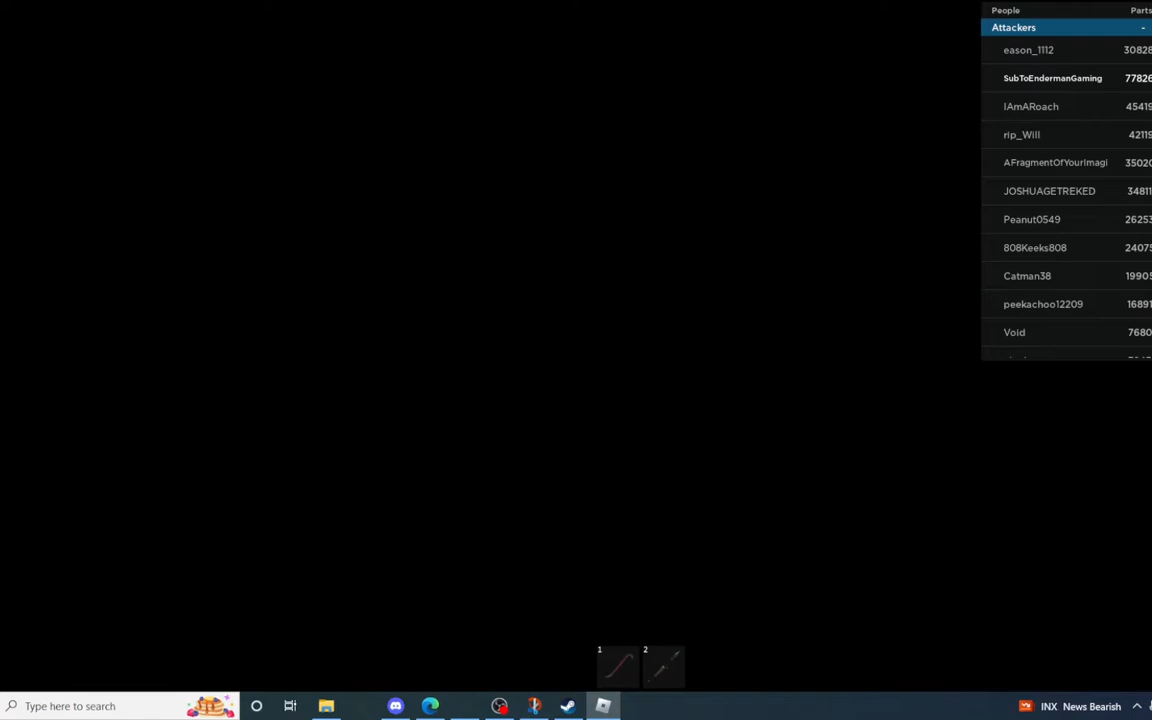 People Parts
Attackers -
eason_1112 30828
SubToEndermanGaming 77826
IAmARoach 45419
rip_Will 42119
AFragmentOfYourImagi 35020
JOSHUAGETREKED 34811
Peanut0549 26253
808Keeks808 24075
Catman38 19905
peekachoo12209 16891
Void 7680
1 2
Type here to search
INX News Bearish